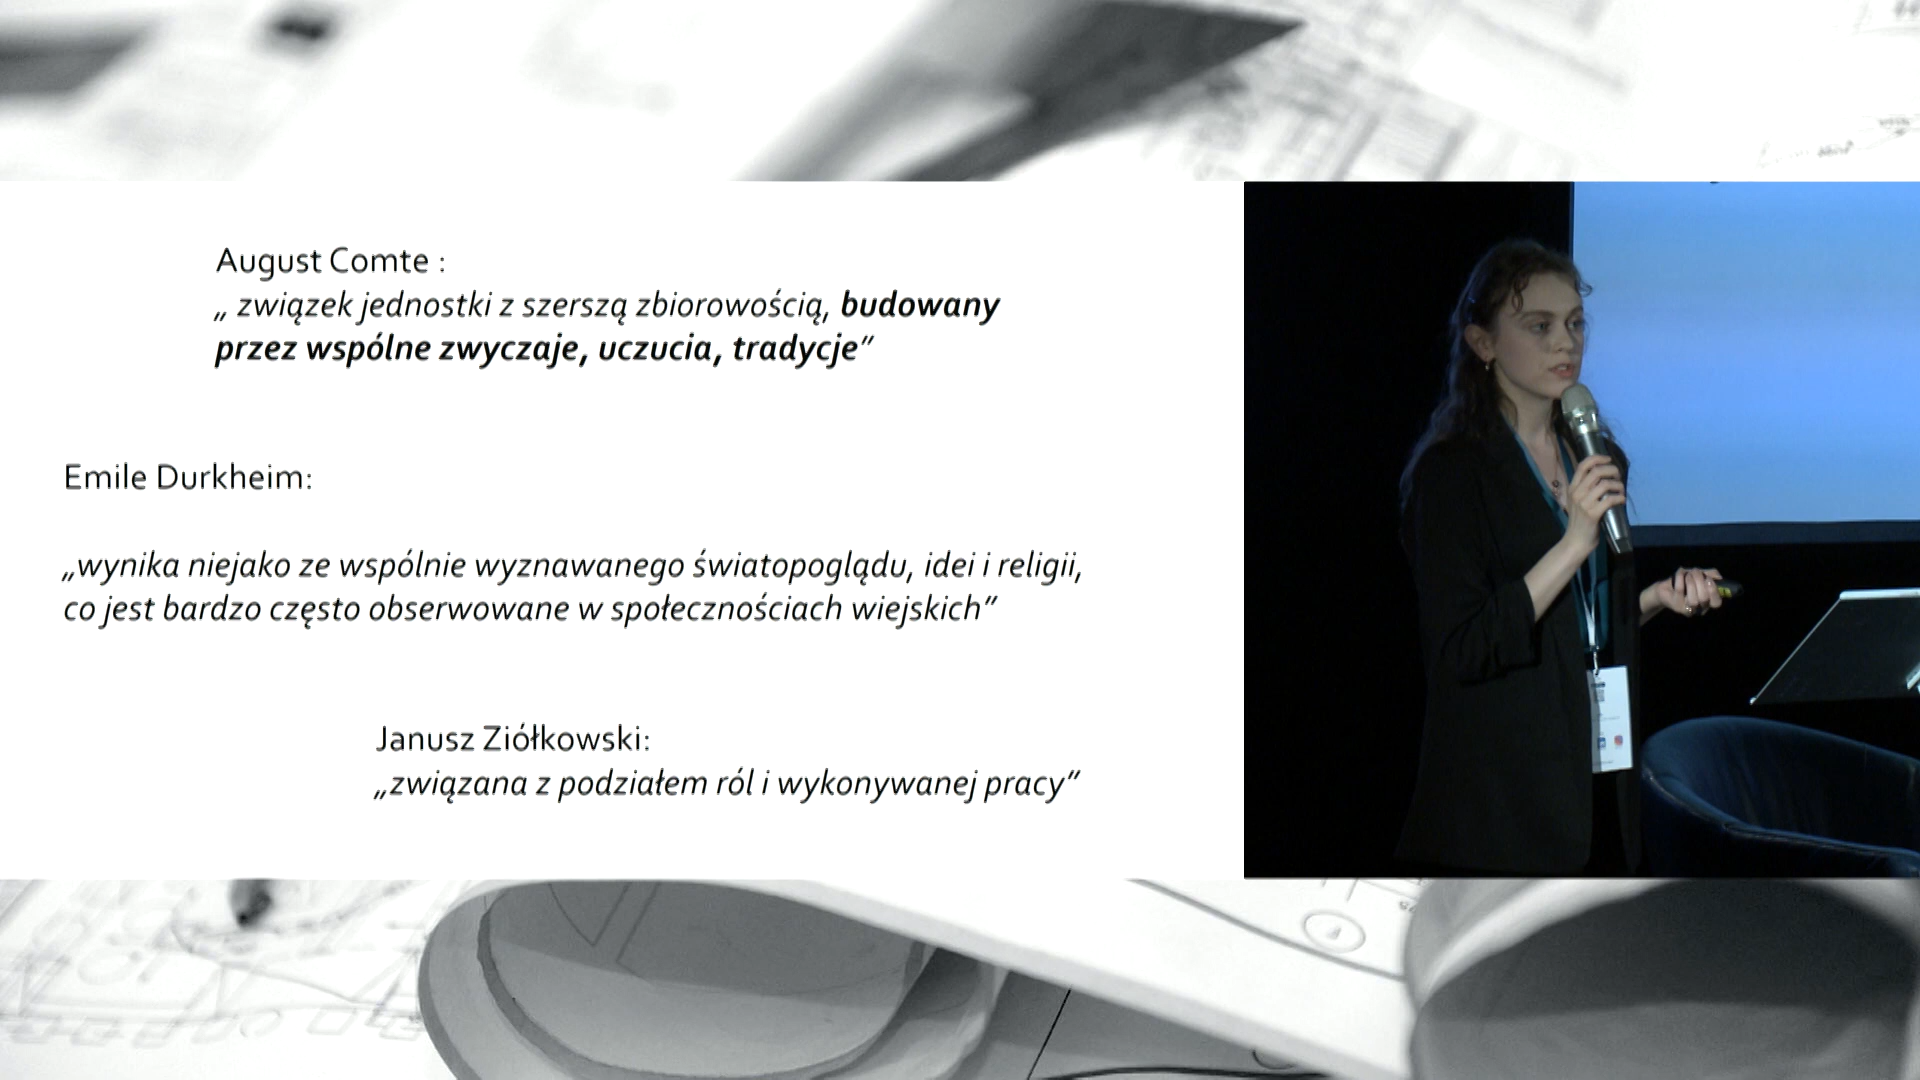 August Comte :
„ związek jednostki z szerszą zbiorowością, budowany
przez wspólne zwyczaje, uczucia, tradycje”
Emile Durkheim:
„wynika niejako ze wspólnie wyznawanego światopoglądu, idei i religii,
co jest bardzo często obserwowane w społecznościach wiejskich”
Janusz Ziółkowski:
„związana z podziałem ról i wykonywanej pracy”